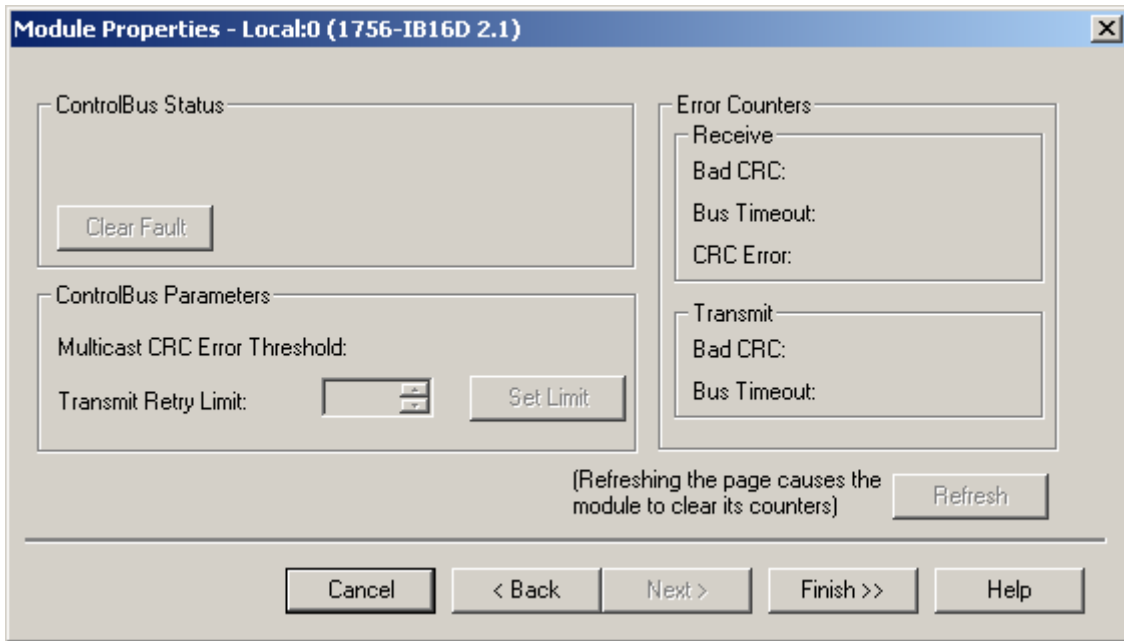 Module Properties - Local:0 (1756-IB16D 2.1)
ControlBus Status
Clear Fault
ControlBus Parameters
Multicast CRC Error Threshold:
Transmit Retry Limit:
Set Limit
Error Counters
Receive
Bad CRC:
Bus Timeout:
CRC Error:
Transmit
Bad CRC:
Bus Timeout:
(Refreshing the page causes the
module to clear its counters)
Refresh
Cancel
< Back
Next >
Finish >>
Help